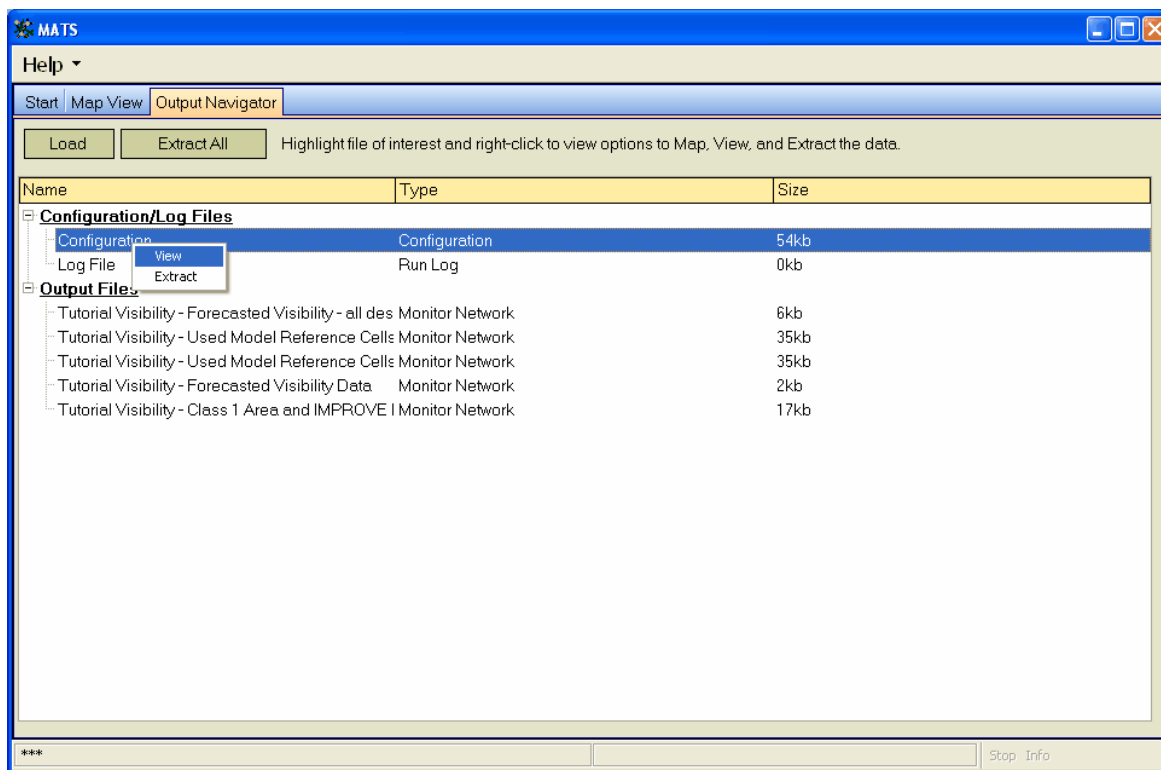 MATS
Help
Start Map View Output Navigator
Load Extract All Highlight file of interest and right-click to view options to Map, View, and Extract the data.
Name Type Size
Configuration/Log Files
Configuration Configuration 54kb
View
Log File Run Log 0kb
Extract
Output Files
Tutorial Visibility - Forecasted Visibility - all des Monitor Network 6kb
Tutorial Visibility - Used Model Reference Cells Monitor Network 35kb
Tutorial Visibility - Used Model Reference Cells Monitor Network 35kb
Tutorial Visibility - Forecasted Visibility Data Monitor Network 2kb
Tutorial Visibility - Class 1 Area and IMPROVE I Monitor Network 17kb
*** Stop Info